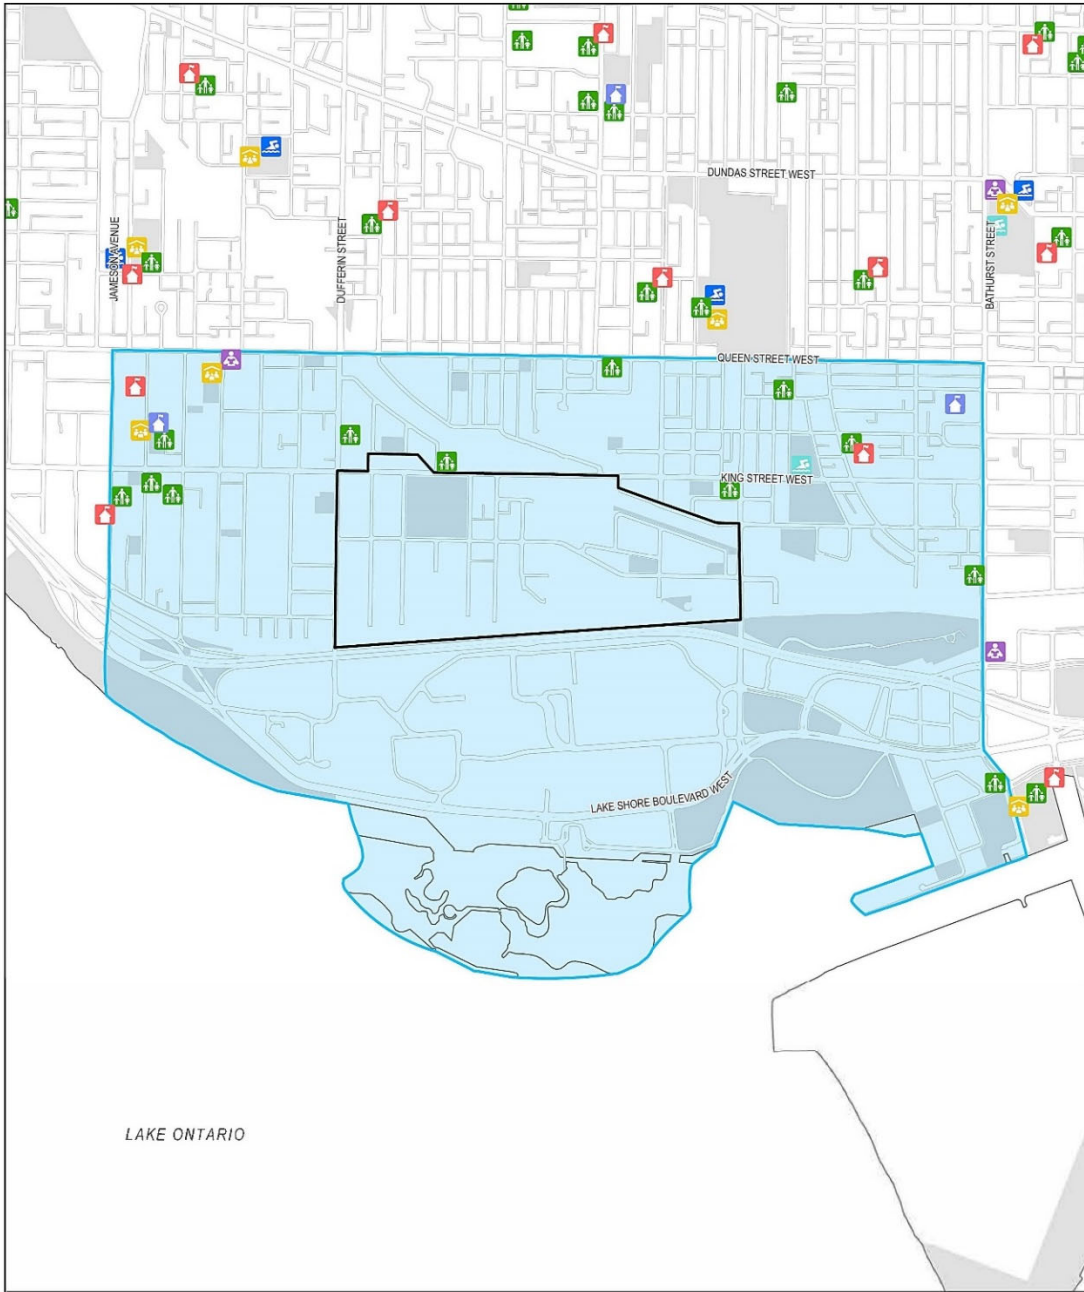 DUNDAS STREET WEST
JAMESON AVENUE
DUFFERIN STREET
BATHURST STREET
QUEEN STREET WEST
KING STREET WEST
LAKE SHORE BOULEVARD WEST
LAKE ONTARIO